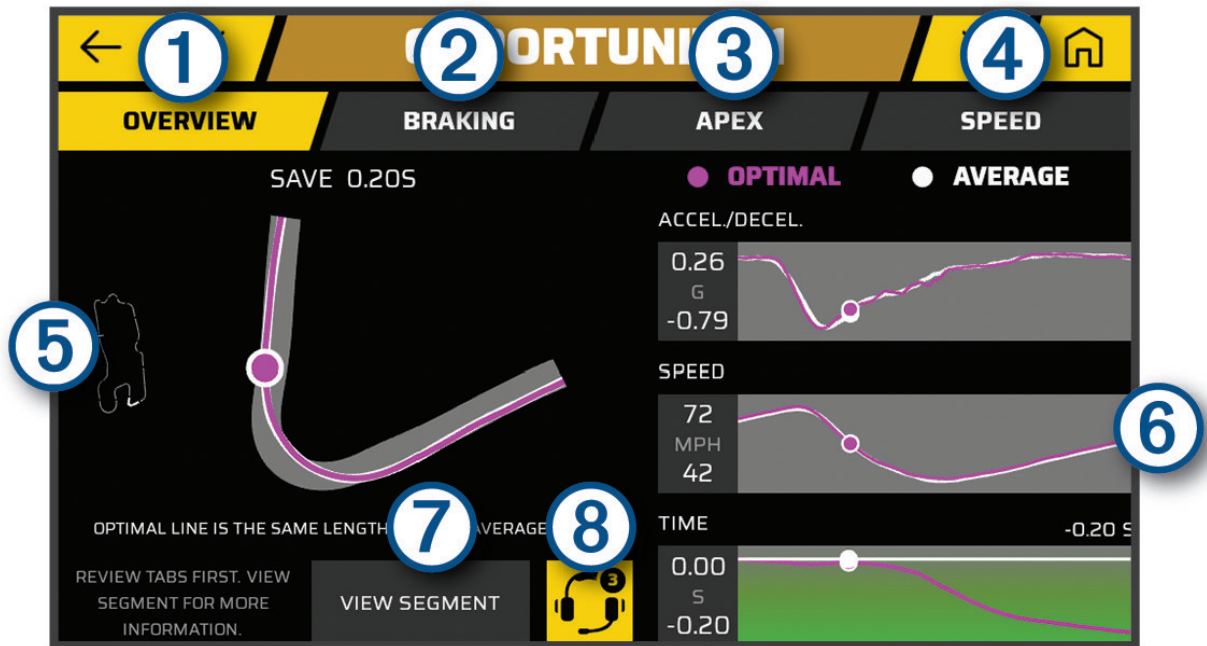 1
2
3
4
OVERVIEW
BRAKING
APEX
SPEED
SAVE 0.20S
OPTIMAL
AVERAGE
ACCEL./DECEL.
0.26
G
-0.79
5
SPEED
72
MPH
42
6
7
8
OPTIMAL LINE IS THE SAME LENGTH
TIME
-0.20 S
REVIEW TABS FIRST. VIEW
SEGMENT FOR MORE
INFORMATION.
VIEW SEGMENT
3
0.00
S
-0.20